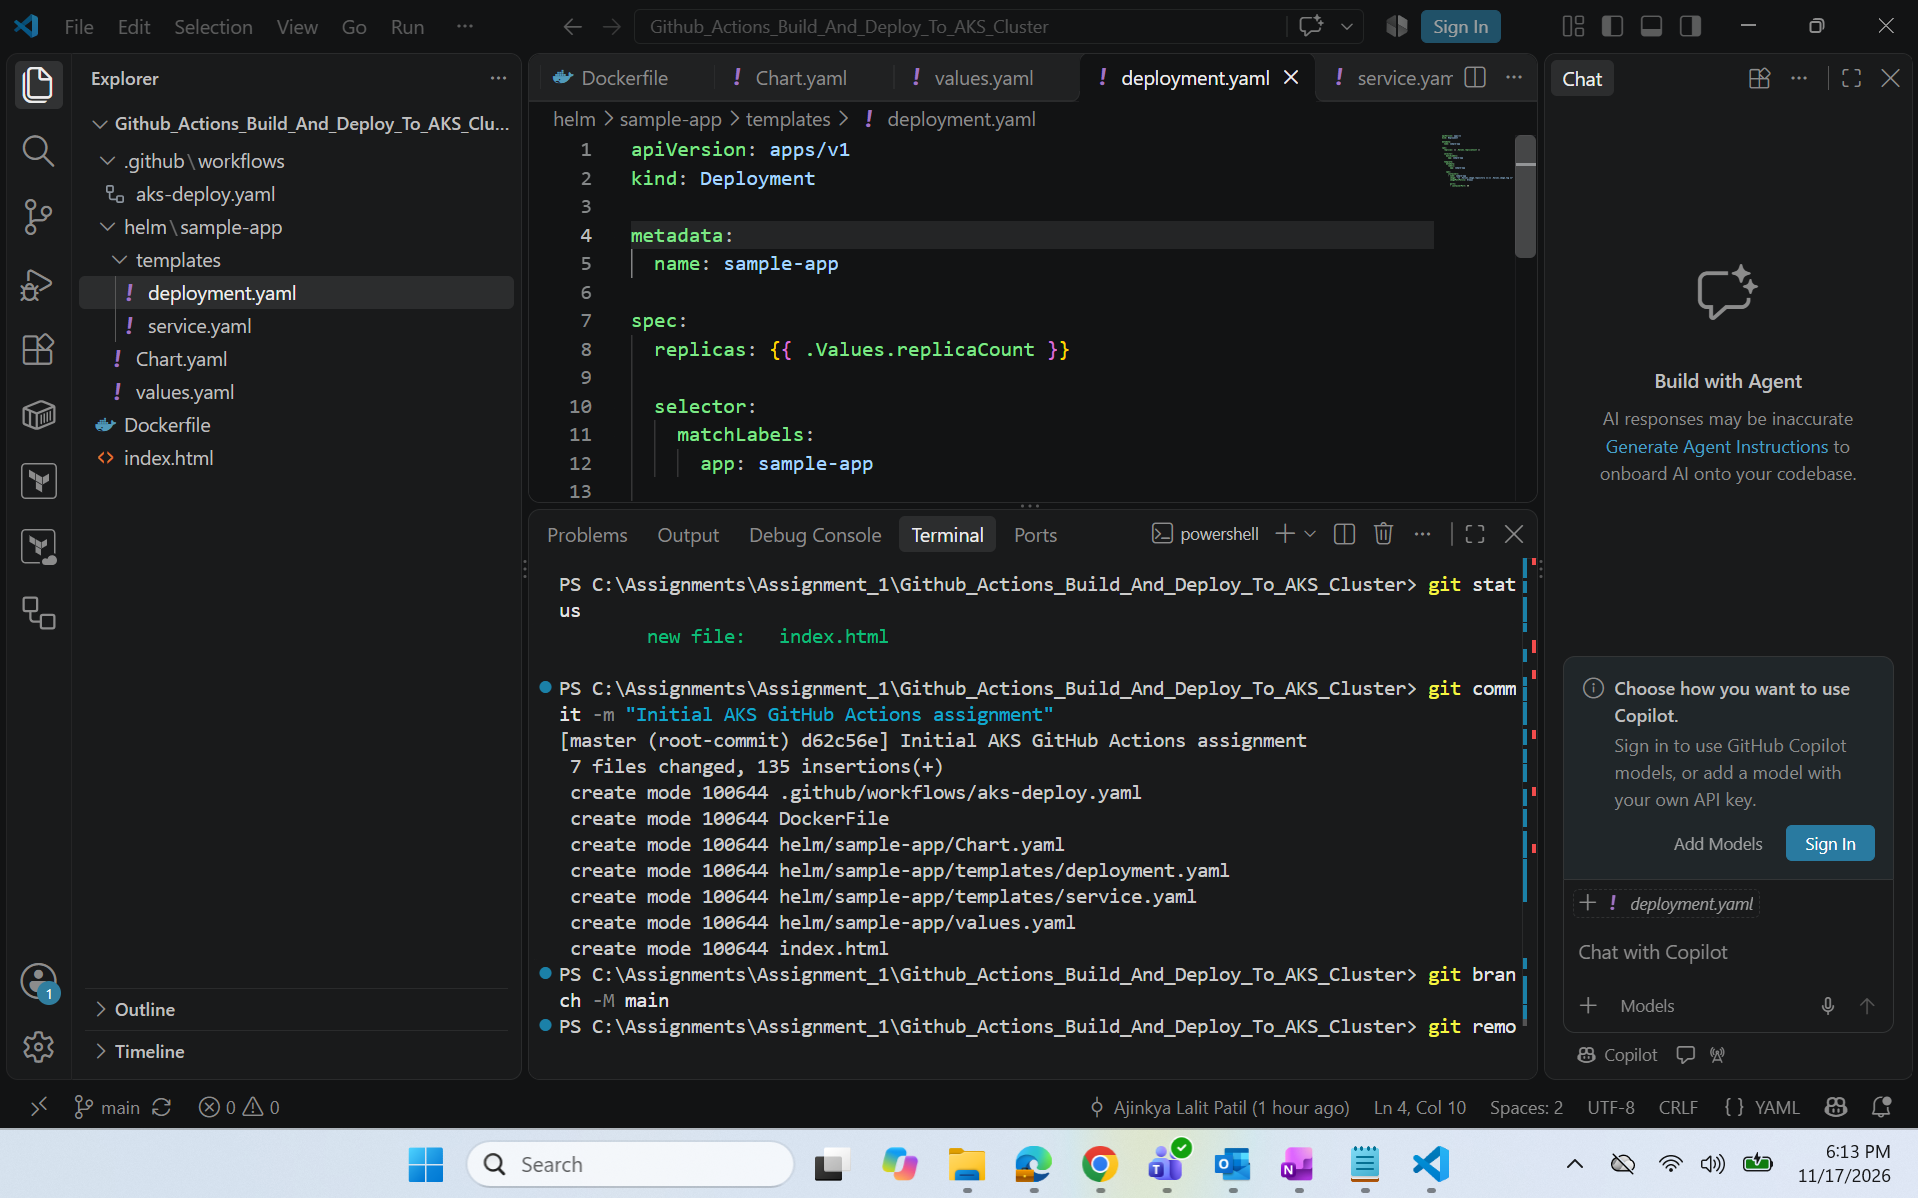 File Edit Selection View Go Run ··· Github_Actions_Build_And_Deploy_To_AKS_Cluster Sign In
Explorer
Github_Actions_Build_And_Deploy_To_AKS_Clu...
.github\workflows
aks-deploy.yaml
helm\sample-app
templates
deployment.yaml
service.yaml
Chart.yaml
values.yaml
Dockerfile
index.html
Outline
Timeline
Dockerfile Chart.yaml values.yaml deployment.yaml service.yam
helm > sample-app > templates > deployment.yaml
1 apiVersion: apps/v1
2 kind: Deployment
3
4 metadata:
5 name: sample-app
6
7 spec:
8 replicas: {{ .Values.replicaCount }}
9
10 selector:
11 matchLabels:
12 app: sample-app
13
Problems Output Debug Console Terminal Ports powershell
PS C:\Assignments\Assignment_1\Github_Actions_Build_And_Deploy_To_AKS_Cluster> git stat
us
new file: index.html
PS C:\Assignments\Assignment_1\Github_Actions_Build_And_Deploy_To_AKS_Cluster> git comm
it -m "Initial AKS GitHub Actions assignment"
[master (root-commit) d62c56e] Initial AKS GitHub Actions assignment
7 files changed, 135 insertions(+)
create mode 100644 .github/workflows/aks-deploy.yaml
create mode 100644 DockerFile
create mode 100644 helm/sample-app/Chart.yaml
create mode 100644 helm/sample-app/templates/deployment.yaml
create mode 100644 helm/sample-app/templates/service.yaml
create mode 100644 helm/sample-app/values.yaml
create mode 100644 index.html
PS C:\Assignments\Assignment_1\Github_Actions_Build_And_Deploy_To_AKS_Cluster> git bran
ch -M main
PS C:\Assignments\Assignment_1\Github_Actions_Build_And_Deploy_To_AKS_Cluster> git remo
Chat
Build with Agent
AI responses may be inaccurate
Generate Agent Instructions to
onboard AI onto your codebase.
Choose how you want to use
Copilot.
Sign in to use GitHub Copilot
models, or add a model with
your own API key.
Add Models Sign In
deployment.yaml
Chat with Copilot
Models
Copilot
1
main 0 0 Ajinkya Lalit Patil (1 hour ago) Ln 4, Col 10 Spaces: 2 UTF-8 CRLF { } YAML
Search
6:13 PM
11/17/2026